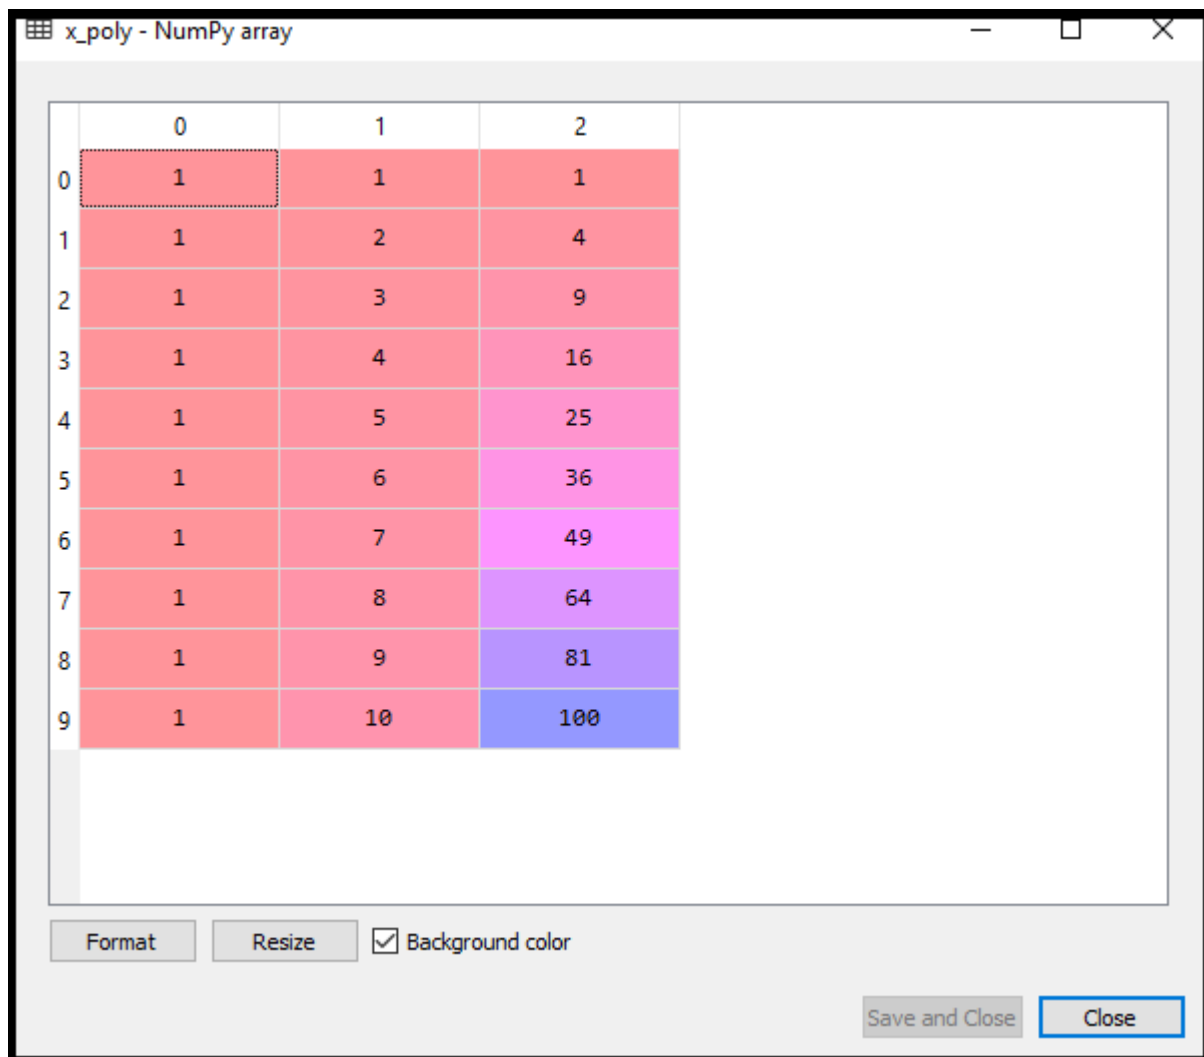 x_poly - NumPy array
0 1 2
0 1 1 1
1 1 2 4
2 1 3 9
3 1 4 16
4 1 5 25
5 1 6 36
6 1 7 49
7 1 8 64
8 1 9 81
9 1 10 100
Format Resize Background color
Save and Close Close